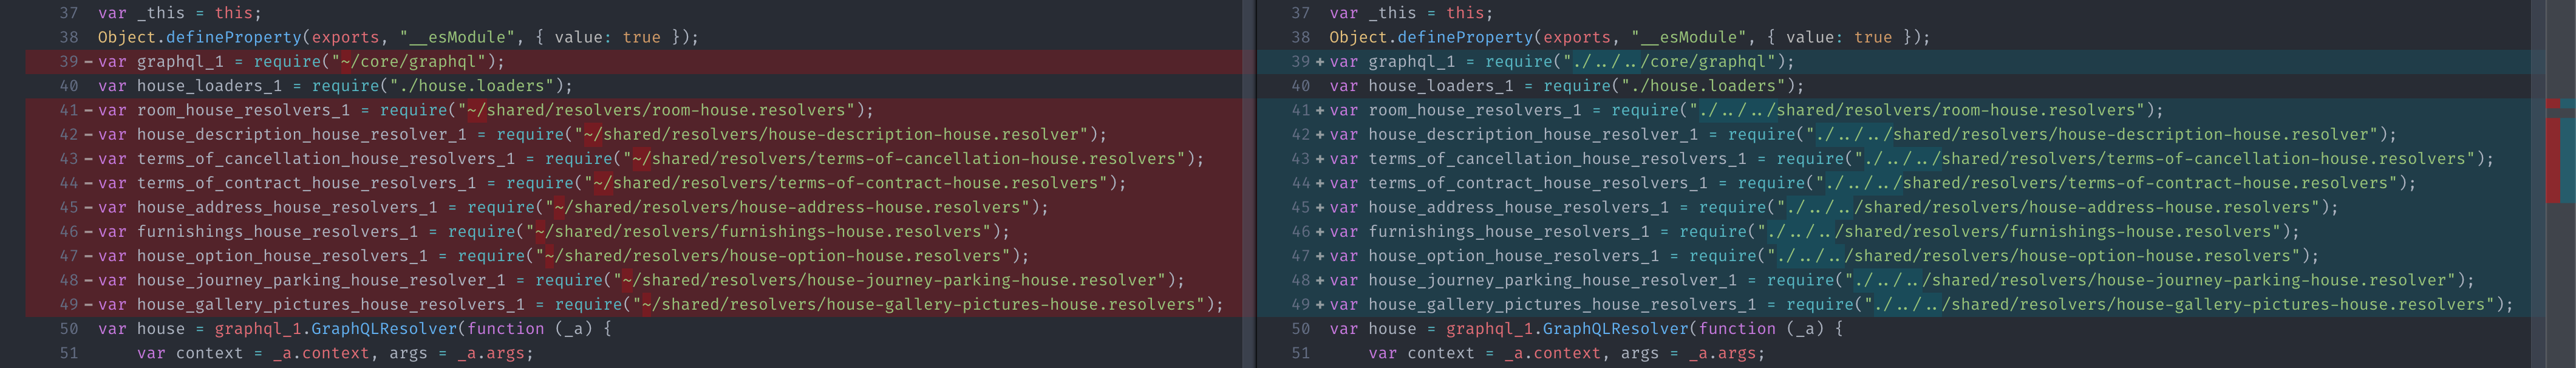 37 var _this = this;
38 Object.defineProperty(exports, "__esModule", { value: true });
39 - var graphql_1 = require("~/core/graphql");
40 var house_loaders_1 = require("./house.loaders");
41 - var room_house_resolvers_1 = require("~/shared/resolvers/room-house.resolvers");
42 - var house_description_house_resolver_1 = require("~/shared/resolvers/house-description-house.resolver");
43 - var terms_of_cancellation_house_resolvers_1 = require("~/shared/resolvers/terms-of-cancellation-house.resolvers");
44 - var terms_of_contract_house_resolvers_1 = require("~/shared/resolvers/terms-of-contract-house.resolvers");
45 - var house_address_house_resolvers_1 = require("~/shared/resolvers/house-address-house.resolvers");
46 - var furnishings_house_resolvers_1 = require("~/shared/resolvers/furnishings-house.resolvers");
47 - var house_option_house_resolvers_1 = require("~/shared/resolvers/house-option-house.resolvers");
48 - var house_journey_parking_house_resolver_1 = require("~/shared/resolvers/house-journey-parking-house.resolver");
49 - var house_gallery_pictures_house_resolvers_1 = require("~/shared/resolvers/house-gallery-pictures-house.resolvers");
50 var house = graphql_1.GraphQLResolver(function (_a) {
51 var context = _a.context, args = _a.args;
37 var _this = this;
38 Object.defineProperty(exports, "__esModule", { value: true });
39 + var graphql_1 = require("./../../core/graphql");
40 var house_loaders_1 = require("./house.loaders");
41 + var room_house_resolvers_1 = require("./../../shared/resolvers/room-house.resolvers");
42 + var house_description_house_resolver_1 = require("./../../shared/resolvers/house-description-house.resolver");
43 + var terms_of_cancellation_house_resolvers_1 = require("./../../shared/resolvers/terms-of-cancellation-house.resolvers");
44 + var terms_of_contract_house_resolvers_1 = require("./../../shared/resolvers/terms-of-contract-house.resolvers");
45 + var house_address_house_resolvers_1 = require("./../../shared/resolvers/house-address-house.resolvers");
46 + var furnishings_house_resolvers_1 = require("./../../shared/resolvers/furnishings-house.resolvers");
47 + var house_option_house_resolvers_1 = require("./../../shared/resolvers/house-option-house.resolvers");
48 + var house_journey_parking_house_resolver_1 = require("./../../shared/resolvers/house-journey-parking-house.resolver");
49 + var house_gallery_pictures_house_resolvers_1 = require("./../../shared/resolvers/house-gallery-pictures-house.resolvers");
50 var house = graphql_1.GraphQLResolver(function (_a) {
51 var context = _a.context, args = _a.args;